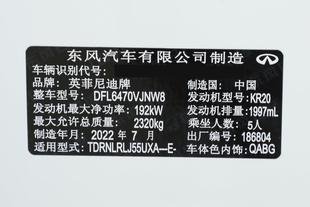 东风汽车有限公司制造
车辆识别代号：
品牌：英菲尼迪牌 制造国：中国
整车型号：DFL6470VJNW8 发动机型号：KR20
发动机最大净功率：192kW 发动机排量：1997mL
最大允许总质量：2320kg 乘坐人数：5人
制造年月：2022年7月 出厂编号：186804
适用型式：TDRNLRLJ55UXA—E- 车体色内饰：QABG